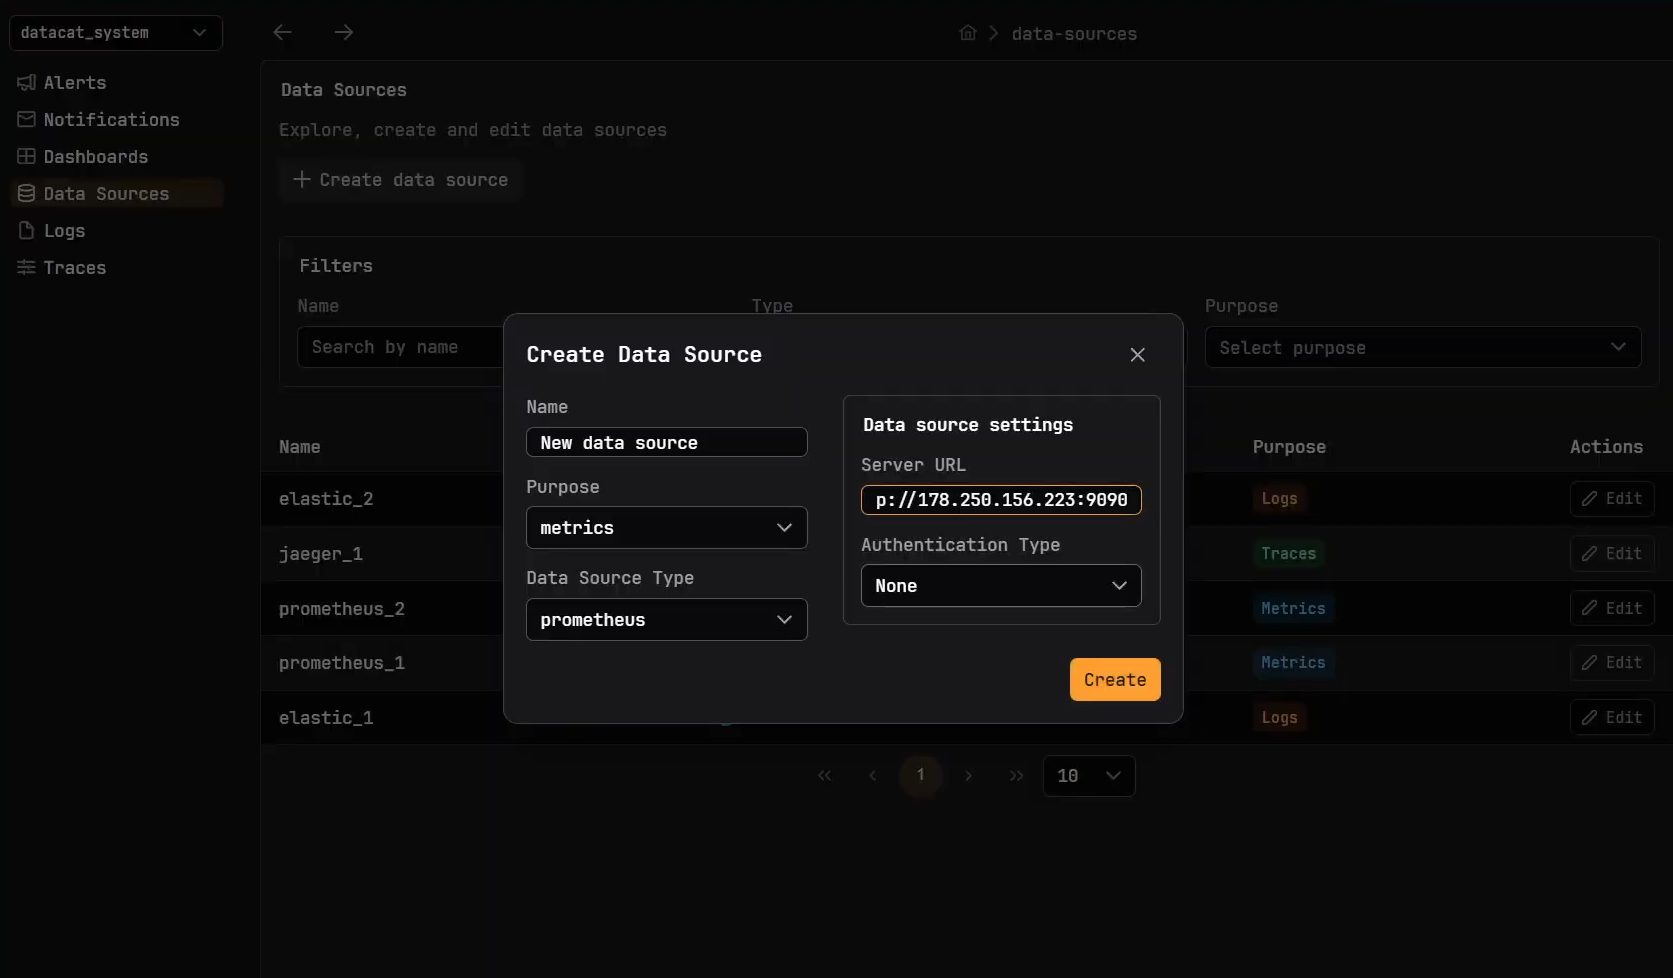 datacat_system
Alerts
Notifications
Dashboards
Data Sources
Logs
Traces
data-sources
Data Sources
Explore, create and edit data sources
Create data source
Filters
Name
Type
Purpose
Search by name
Select purpose
Create Data Source
Name
New data source
Purpose
metrics
Data Source Type
prometheus
Data source settings
Server URL
p://178.250.156.223:9090
Authentication Type
None
Create
Name
Purpose
Actions
elastic_2
Logs
Edit
jaeger_1
Traces
Edit
prometheus_2
Metrics
Edit
prometheus_1
Metrics
Edit
elastic_1
Logs
Edit
1
10